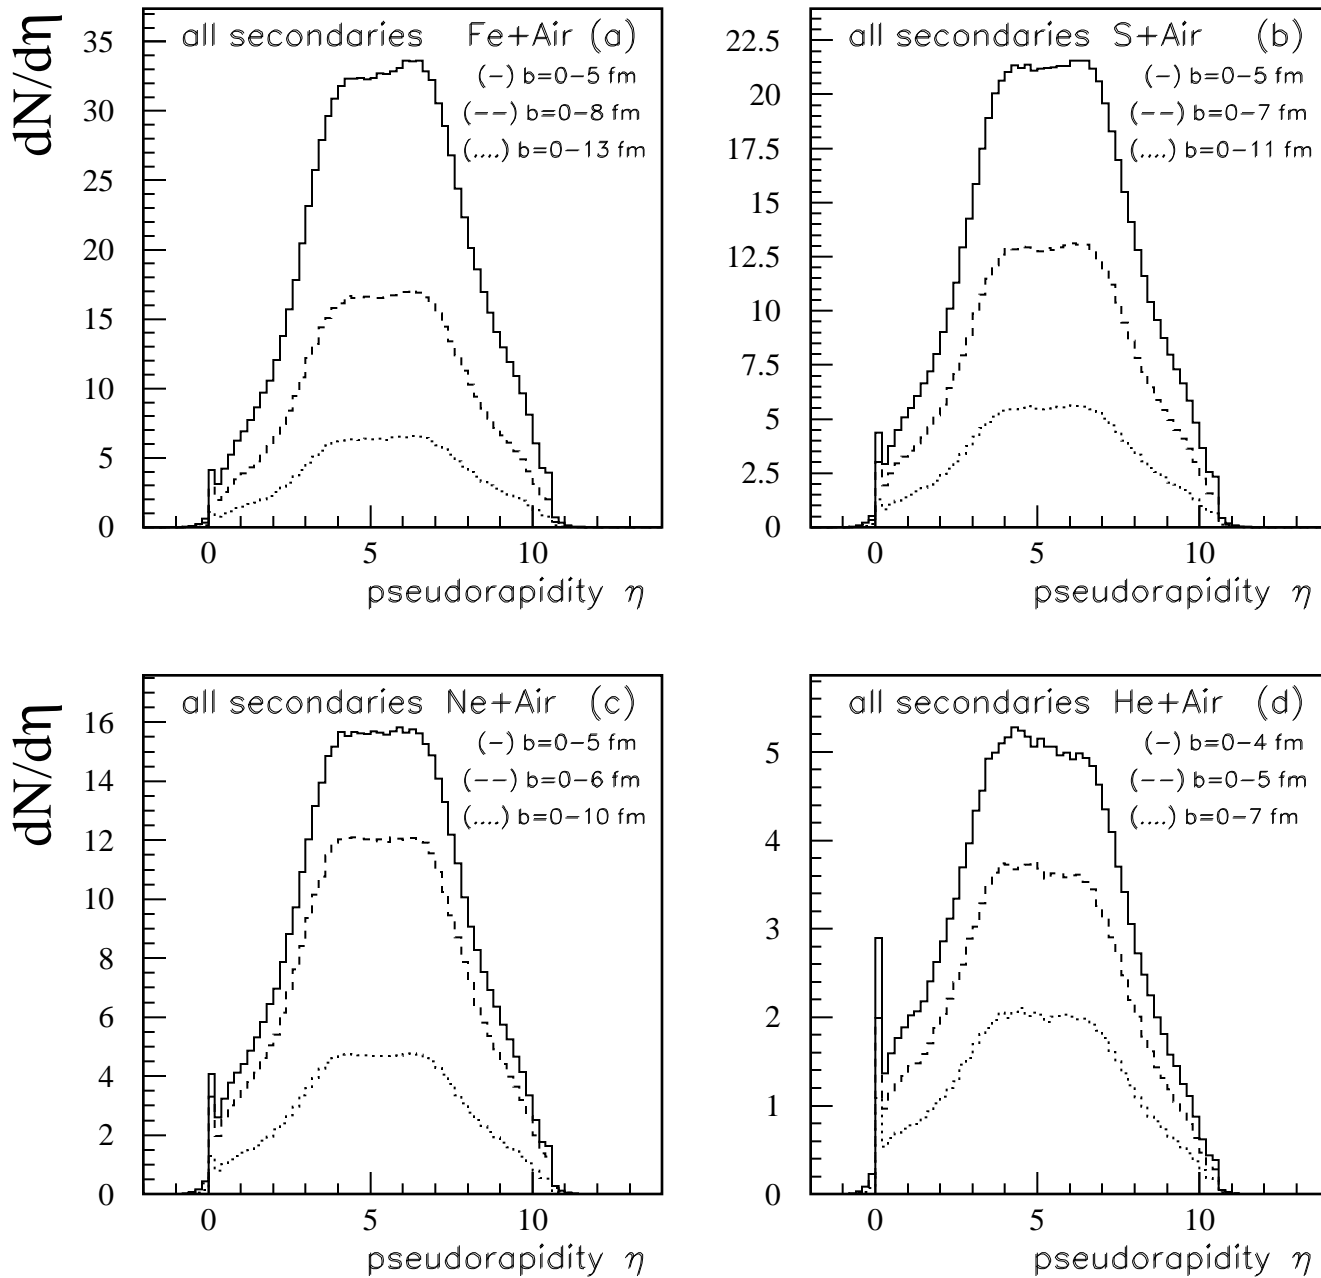 dN/dη
all secondaries Fe+Air (a)
(−) b=0−5 fm
(−−) b=0−8 fm
(....) b=0−13 fm
35
30
25
20
15
10
5
0
0 5 10
pseudorapidity η
all secondaries S+Air (b)
(−) b=0−5 fm
(−−) b=0−7 fm
(....) b=0−11 fm
22.5
20
17.5
15
12.5
10
7.5
5
2.5
0
0 5 10
pseudorapidity η
dN/dη
all secondaries Ne+Air (c)
(−) b=0−5 fm
(−−) b=0−6 fm
(....) b=0−10 fm
16
14
12
10
8
6
4
2
0
0 5 10
pseudorapidity η
all secondaries He+Air (d)
(−) b=0−4 fm
(−−) b=0−5 fm
(....) b=0−7 fm
5
4
3
2
1
0
0 5 10
pseudorapidity η